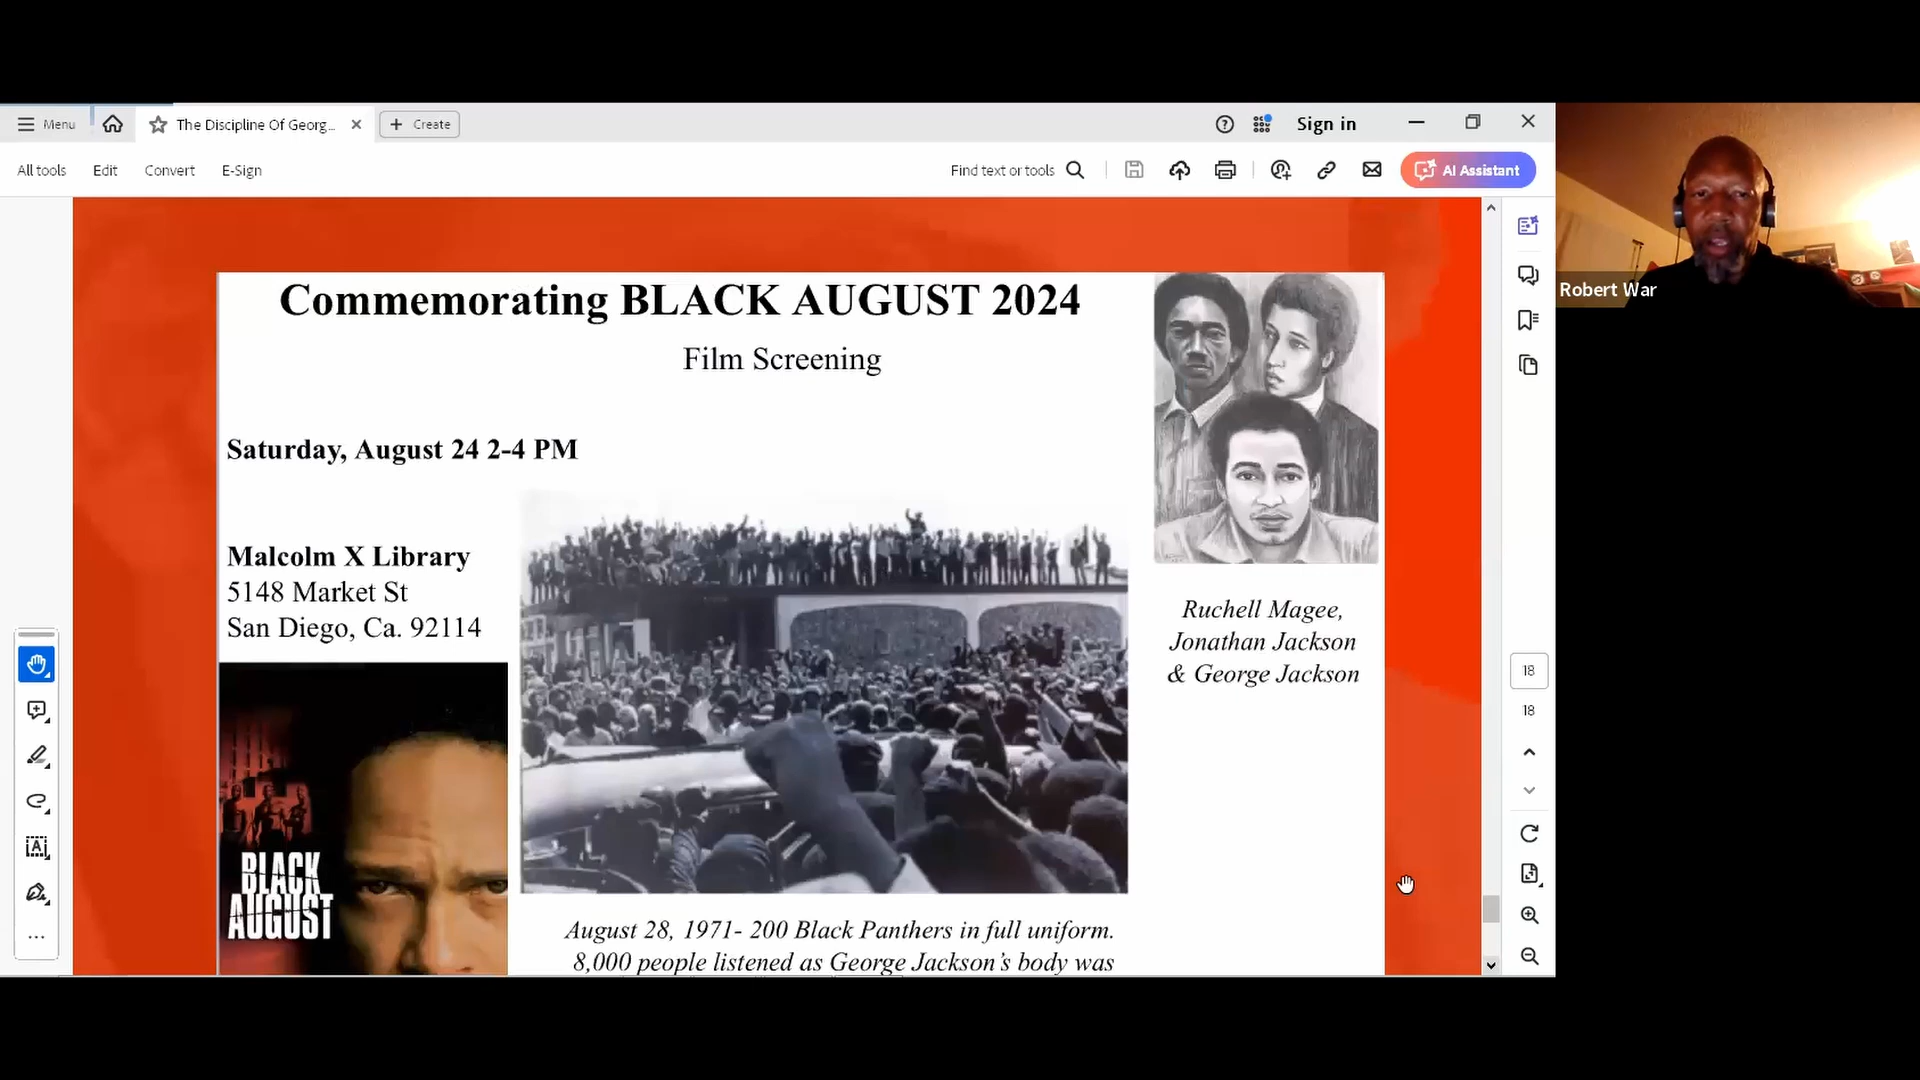 Menu
The Discipline Of Georg...
Create
Sign in
All tools
Edit
Convert
E-Sign
Find text or tools
AI Assistant
Commemorating BLACK AUGUST 2024
Film Screening
Saturday, August 24 2-4 PM
Malcolm X Library
5148 Market St
San Diego, Ca. 92114
BLACK
AUGUST
Ruchell Magee,
Jonathan Jackson
& George Jackson
August 28, 1971- 200 Black Panthers in full uniform.
8,000 people listened as George Jackson's body was
18
18
Robert War